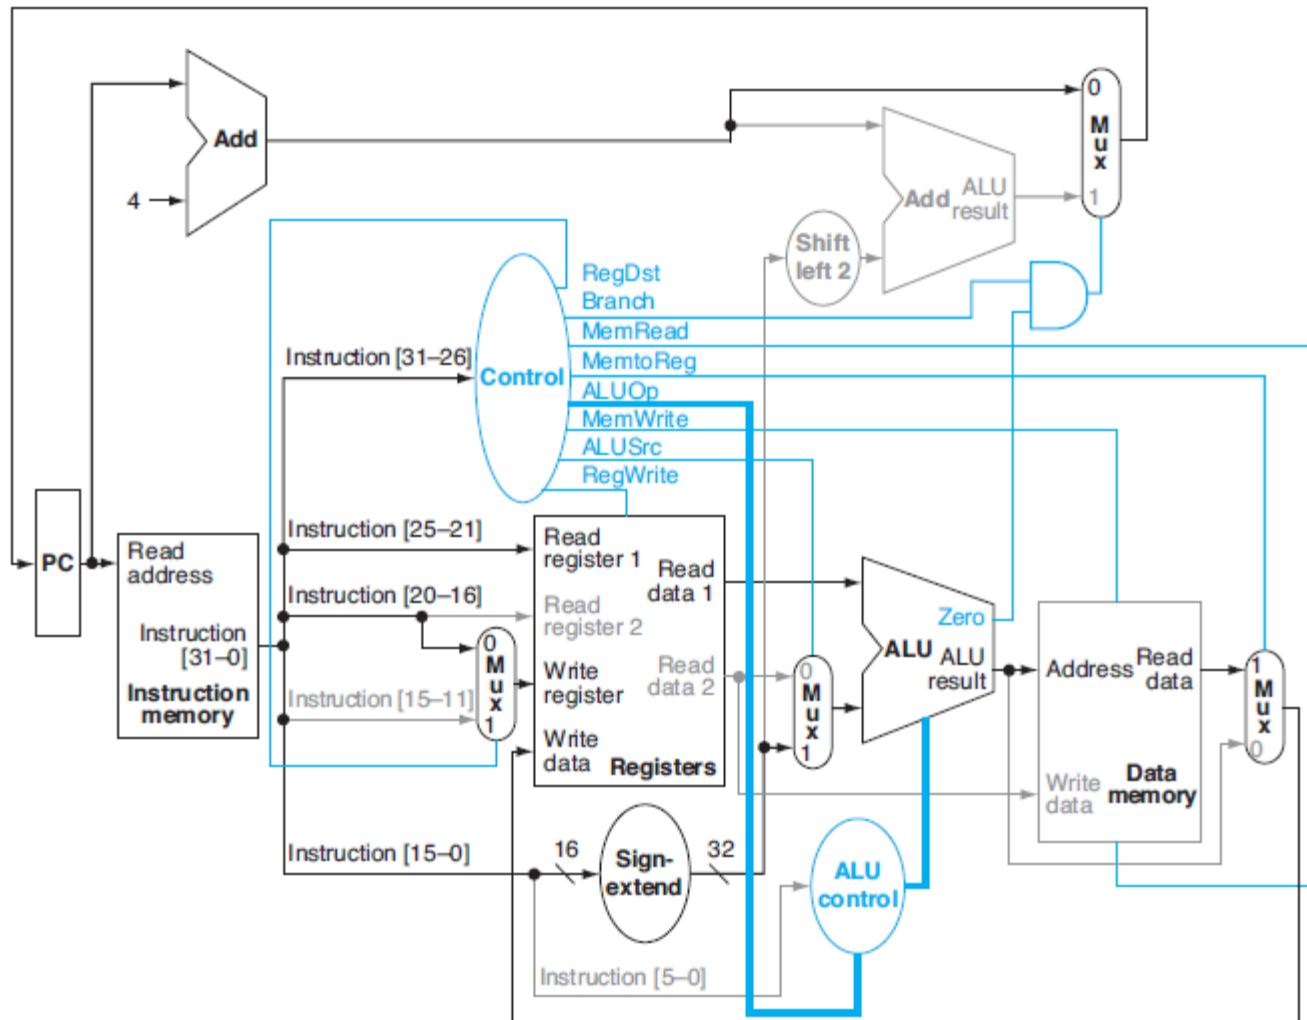 0
M
u
x
1
Add
ALU
Add result
4
Shift
left 2
RegDst
Branch
MemRead
Instruction [31–26]
MemtoReg
Control
ALUOp
MemWrite
ALUSrc
RegWrite
PC
Read
address
Instruction
[31–0]
Instruction
memory
Instruction [25–21]
Read
register 1
Read
data 1
Instruction [20–16]
Read
register 2
0
M
u
x
1
Write
register
Read
data 2
Instruction [15–11]
Write
data
Registers
0
M
u
x
1
Zero
ALU
ALU
result
Address
Read
data
Write
data
Data
memory
1
M
u
x
0
Instruction [15–0]
16
Sign-
extend
32
ALU
control
Instruction [5–0]